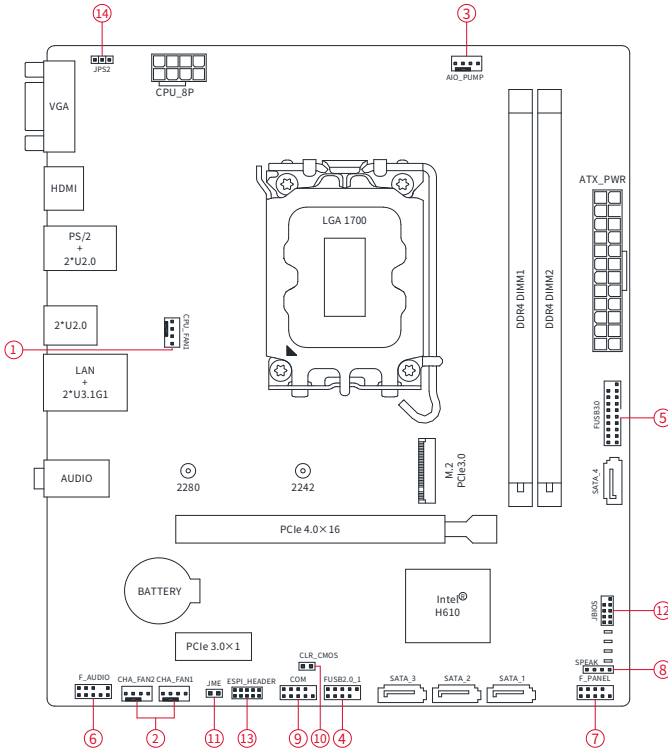 14
3
JPS2
CPU_8P
AIO_PUMP
VGA
HDMI
ATX_PWR
LGA 1700
PS/2
+
2*U2.0
DDR4 DIMM1
DDR4 DIMM2
2*U2.0
CPU_FAN1
1
LAN
+
2*U3.1G1
FUSB3.0
5
AUDIO
2280
2242
M.2
PCIe3.0
SATA_4
PCIe 4.0×16
BATTERY
Intel®
H610
JBIOS
12
PCIe 3.0×1
CLR_CMOS
SPEAK
8
F_AUDIO
CHA_FAN2
CHA_FAN1
JME
ESPI_HEADER
COM
FUSB2.0_1
SATA_3
SATA_2
SATA_1
F_PANEL
6
2
11
13
9
10
4
7